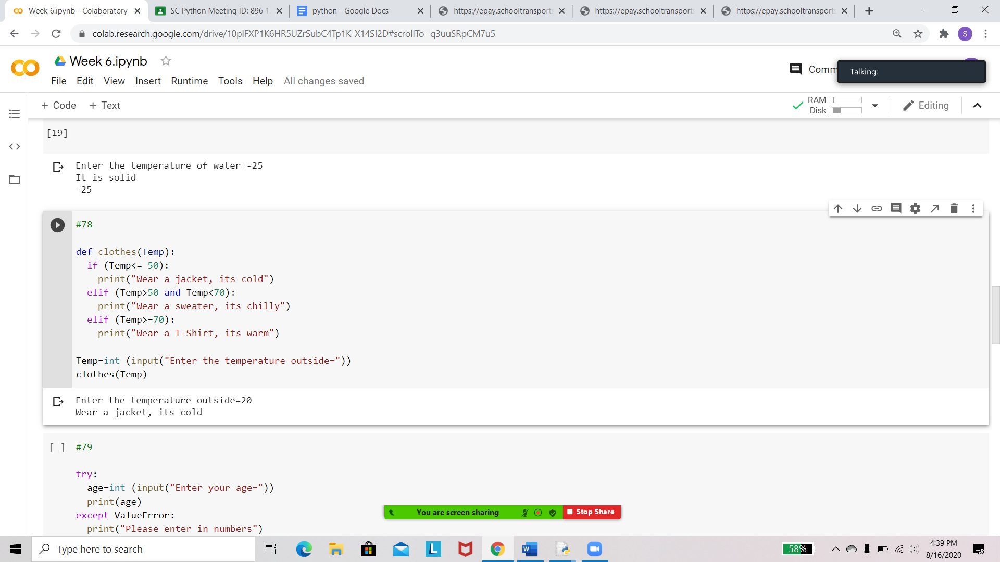 Week 6.ipynb - Colaboratory
SC Python Meeting ID: 896 1
python - Google Docs
https://epay.schooltransport
https://epay.schooltransports
https://epay.schooltransports
colab.research.google.com/drive/10plFXP1K6HR5UZrSubC4Tp1K-X14SI2D#scrollTo=q3uuSRpCM7u5
S
CO
Week 6.ipynb
Comm
Talking:
File Edit View Insert Runtime Tools Help All changes saved
+ Code + Text
RAM
Disk
Editing
[19]
Enter the temperature of water=-25
It is solid
-25
#78
def clothes(Temp):
if (Temp<= 50):
print("Wear a jacket, its cold")
elif (Temp>50 and Temp<70):
print("Wear a sweater, its chilly")
elif (Temp>=70):
print("Wear a T-Shirt, its warm")
Temp=int (input("Enter the temperature outside="))
clothes(Temp)
Enter the temperature outside=20
Wear a jacket, its cold
[ ] #79
try:
age=int (input("Enter your age="))
print(age)
except ValueError:
print("Please enter in numbers")
You are screen sharing
Stop Share
Type here to search
L
W
58%
4:39 PM
8/16/2020